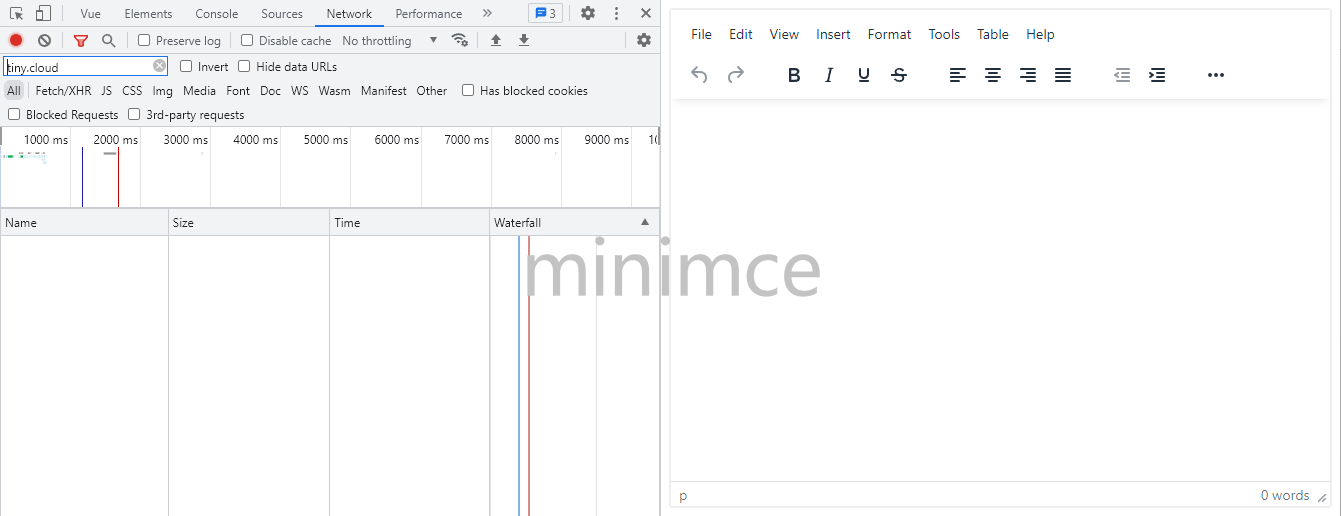 Vue Elements Console Sources Network Performance » 3
Preserve log Disable cache No throttling
tiny.cloud Invert Hide data URLs
All Fetch/XHR JS CSS Img Media Font Doc WS Wasm Manifest Other Has blocked cookies
Blocked Requests 3rd-party requests
1000 ms 2000 ms 3000 ms 4000 ms 5000 ms 6000 ms 7000 ms 8000 ms 9000 ms 10
Name Size Time Waterfall
File Edit View Insert Format Tools Table Help
B I U S
minimce
p 0 words